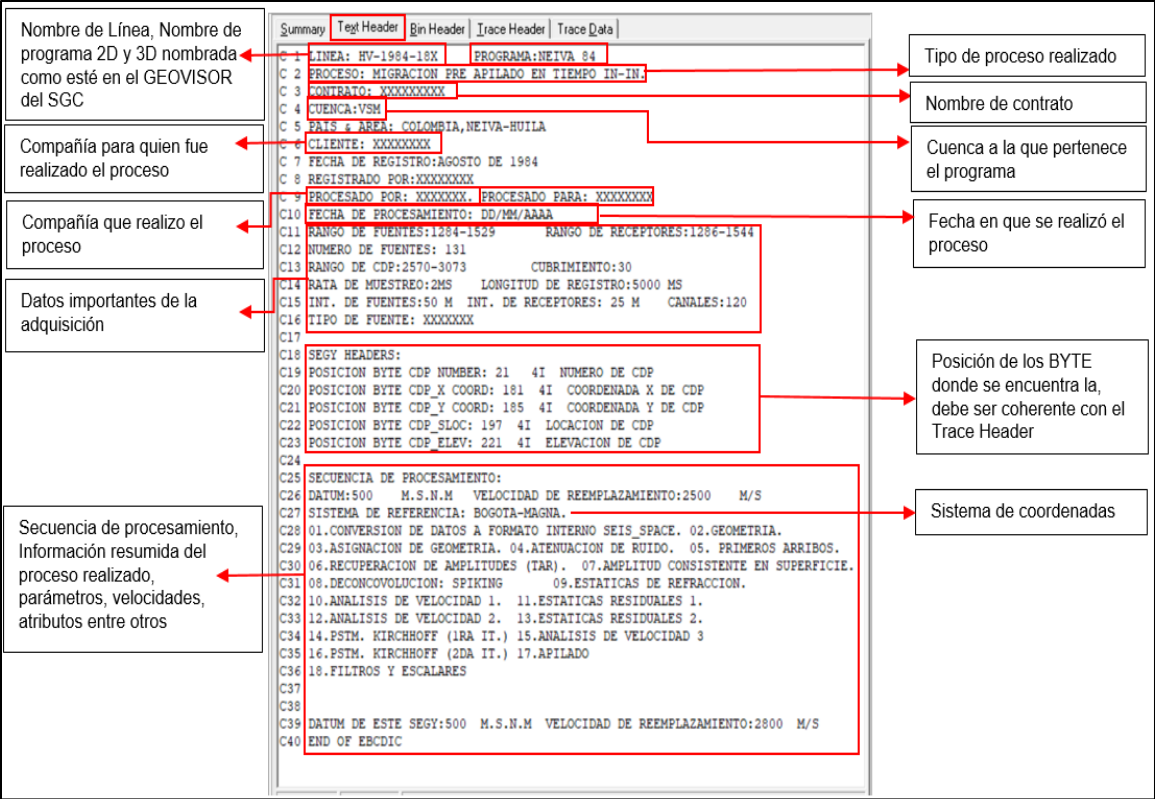 Nombre de Línea, Nombre de
programa 2D y 3D nombrada
como esté en el GEOVISOR
del SGC
Compañía para quien fue
realizado el proceso
Compañía que realizo el
proceso
Datos importantes de la
adquisición
Secuencia de procesamiento,
Información resumida del
proceso realizado,
parámetros, velocidades,
atributos entre otros
Summary Text Header Bin Header Trace Header Trace Data
C 1 LINEA: HV-1984-18X PROGRAMA:NEIVA 84
C 2 PROCESO: MIGRACION PRE APILADO EN TIEMPO IN-IN.
C 3 CONTRATO: XXXXXXXXX
C 4 CUENCA:VSM
C 5 PAIS & AREA: COLOMBIA,NEIVA-HUILA
C 6 CLIENTE: XXXXXXXX
C 7 FECHA DE REGISTRO:AGOSTO DE 1984
C 8 REGISTRADO POR:XXXXXXXX
C 9 PROCESADO POR: XXXXXXX. PROCESADO PARA: XXXXXXXX
C10 FECHA DE PROCESAMIENTO: DD/MM/AAAA
C11 RANGO DE FUENTES:1284-1529 RANGO DE RECEPTORES:1286-1544
C12 NUMERO DE FUENTES: 131
C13 RANGO DE CDP:2570-3073 CUBRIMIENTO:30
C14 RATA DE MUESTREO:2MS LONGITUD DE REGISTRO:5000 MS
C15 INT. DE FUENTES:50 M INT. DE RECEPTORES: 25 M CANALES:120
C16 TIPO DE FUENTE: XXXXXXX
C17
C18 SEGY HEADERS:
C19 POSICION BYTE CDP NUMBER: 21 4I NUMERO DE CDP
C20 POSICION BYTE CDP_X COORD: 181 4I COORDENADA X DE CDP
C21 POSICION BYTE CDP_Y COORD: 185 4I COORDENADA Y DE CDP
C22 POSICION BYTE CDP_SLOC: 197 4I LOCACION DE CDP
C23 POSICION BYTE CDP_ELEV: 221 4I ELEVACION DE CDP
C24
C25 SECUENCIA DE PROCESAMIENTO:
C26 DATUM:500 M.S.N.M VELOCIDAD DE REEMPLAZAMIENTO:2500 M/S
C27 SISTEMA DE REFERENCIA: BOGOTA-MAGNA.
C28 01.CONVERSION DE DATOS A FORMATO INTERNO SEIS_SPACE. 02.GEOMETRIA.
C29 03.ASIGNACION DE GEOMETRIA. 04.ATENUACION DE RUIDO. 05. PRIMEROS ARRIBOS.
C30 06.RECUPERACION DE AMPLITUDES (TAR). 07.AMPLITUD CONSISTENTE EN SUPERFICIE.
C31 08.DECONCOVOLUCION: SPIKING 09.ESTATICAS DE REFRACCION.
C32 10.ANALISIS DE VELOCIDAD 1. 11.ESTATICAS RESIDUALES 1.
C33 12.ANALISIS DE VELOCIDAD 2. 13.ESTATICAS RESIDUALES 2.
C34 14.PSTM. KIRCHHOFF (1RA IT.) 15.ANALISIS DE VELOCIDAD 3
C35 16.PSTM. KIRCHHOFF (2DA IT.) 17.APILADO
C36 18.FILTROS Y ESCALARES
C37
C38
C39 DATUM DE ESTE SEGY:500 M.S.N.M VELOCIDAD DE REEMPLAZAMIENTO:2800 M/S
C40 END OF EBCDIC
Tipo de proceso realizado
Nombre de contrato
Cuenca a la que pertenece
el programa
Fecha en que se realizó el
proceso
Posición de los BYTE
donde se encuentra la,
debe ser coherente con el
Trace Header
Sistema de coordenadas